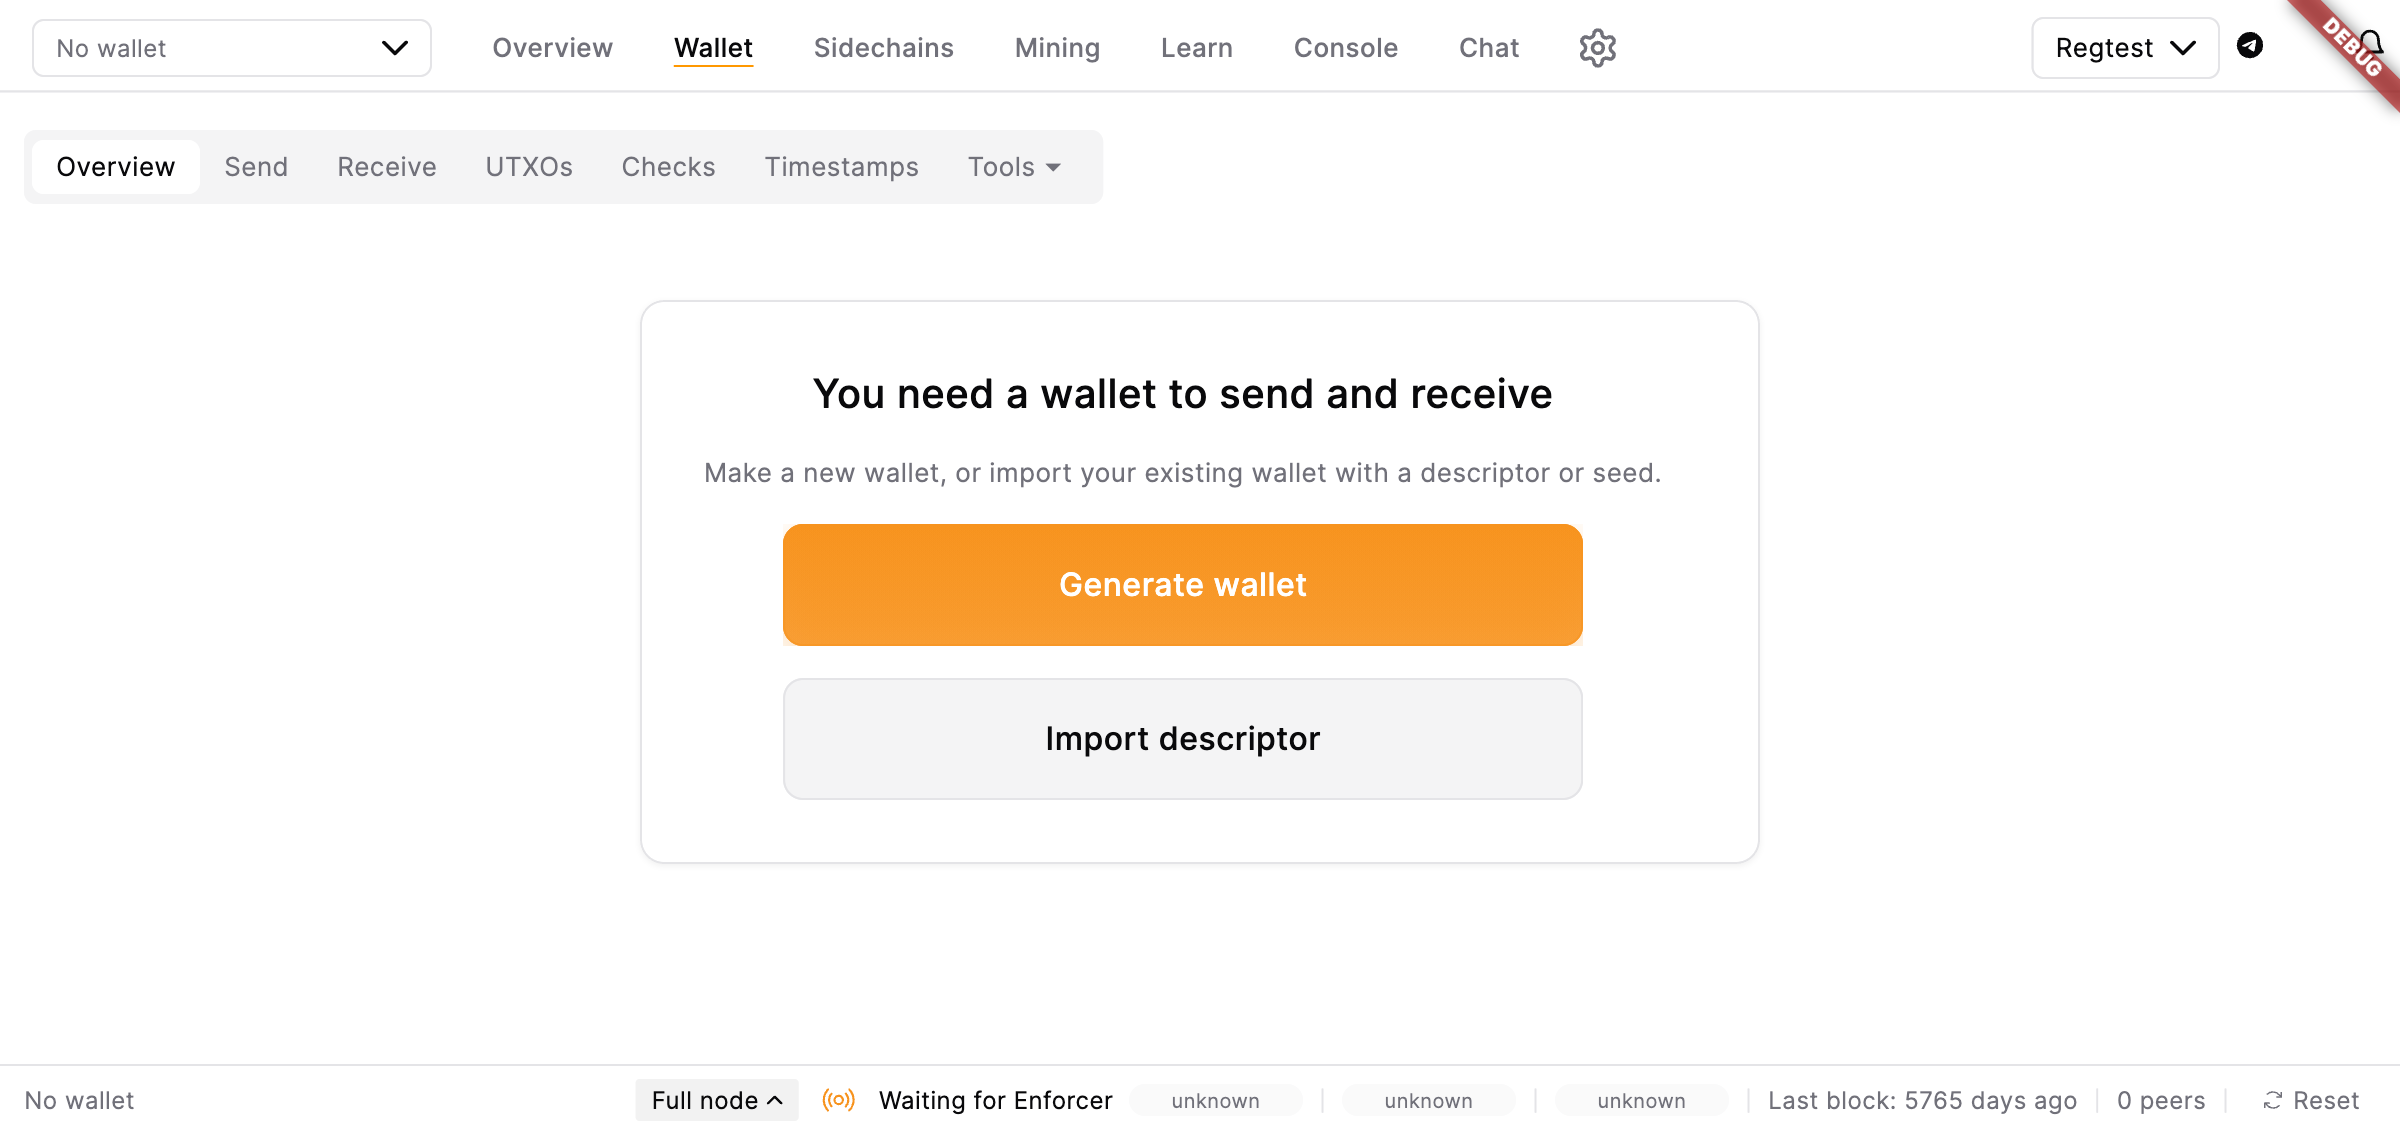 No wallet
Overview
Wallet
Sidechains
Mining
Learn
Console
Chat
Regtest
DEBUG
Overview
Send
Receive
UTXOs
Checks
Timestamps
Tools
You need a wallet to send and receive
Make a new wallet, or import your existing wallet with a descriptor or seed.
Generate wallet
Import descriptor
No wallet
Full node
Waiting for Enforcer
unknown
unknown
unknown
Last block: 5765 days ago
0 peers
Reset